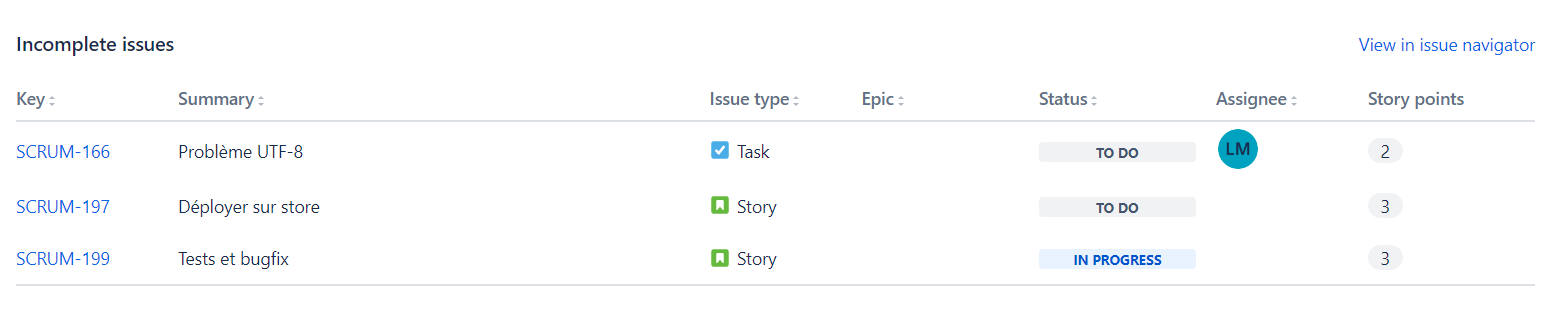 Incomplete issues View in issue navigator
Key Summary Issue type Epic Status Assignee Story points
SCRUM-166 Problème UTF-8 Task TO DO LM 2
SCRUM-197 Déployer sur store Story TO DO 3
SCRUM-199 Tests et bugfix Story IN PROGRESS 3